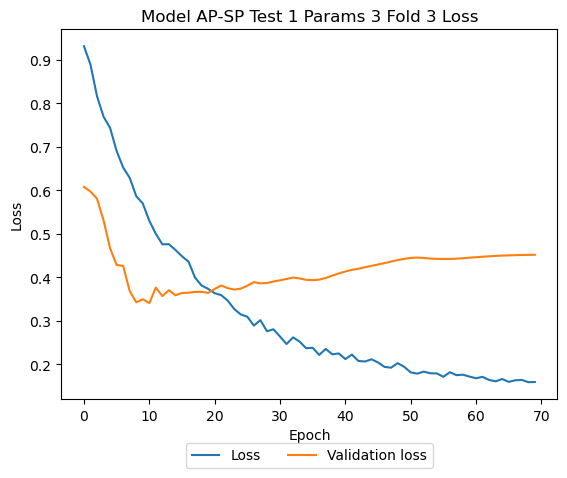 Model AP-SP Test 1 Params 3 Fold 3 Loss
0.9
0.8
0.7
0.6
0.5
0.4
0.3
0.2
Loss
0 10 20 30 40 50 60 70
Epoch
Loss Validation loss